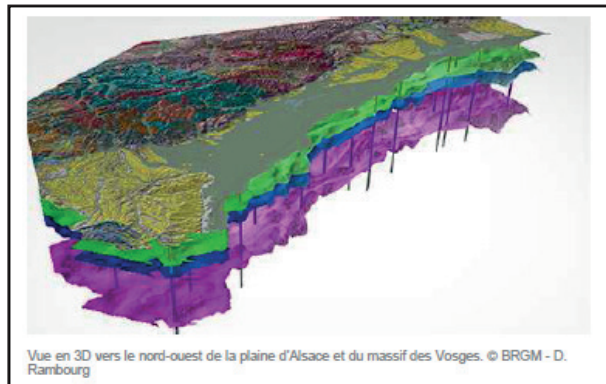 Vue en 3D vers le nord-ouest de la plaine d'Alsace et du massif des Vosges. © BRGM - D.
Rambourg